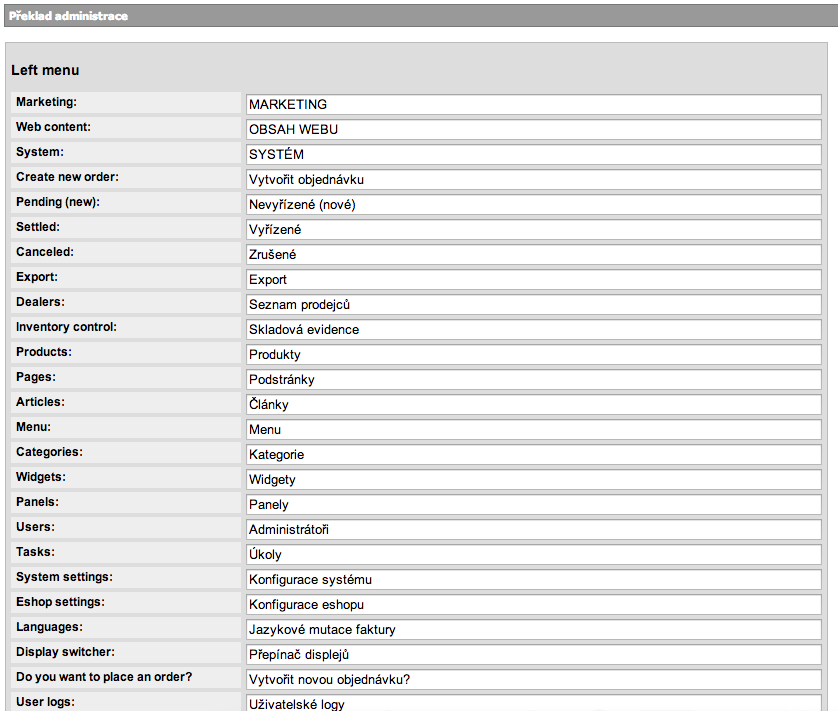 Překlad administrace
Left menu
Marketing: MARKETING
Web content: OBSAH WEBU
System: SYSTÉM
Create new order: Vytvořit objednávku
Pending (new): Nevyřízené (nové)
Settled: Vyřízené
Canceled: Zrušené
Export: Export
Dealers: Seznam prodejců
Inventory control: Skladová evidence
Products: Produkty
Pages: Podstránky
Articles: Články
Menu: Menu
Categories: Kategorie
Widgets: Widgety
Panels: Panely
Users: Administrátoři
Tasks: Úkoly
System settings: Konfigurace systému
Eshop settings: Konfigurace eshopu
Languages: Jazykové mutace faktury
Display switcher: Přepínač displejů
Do you want to place an order? Vytvořit novou objednávku?
User logs: Uživatelské logy